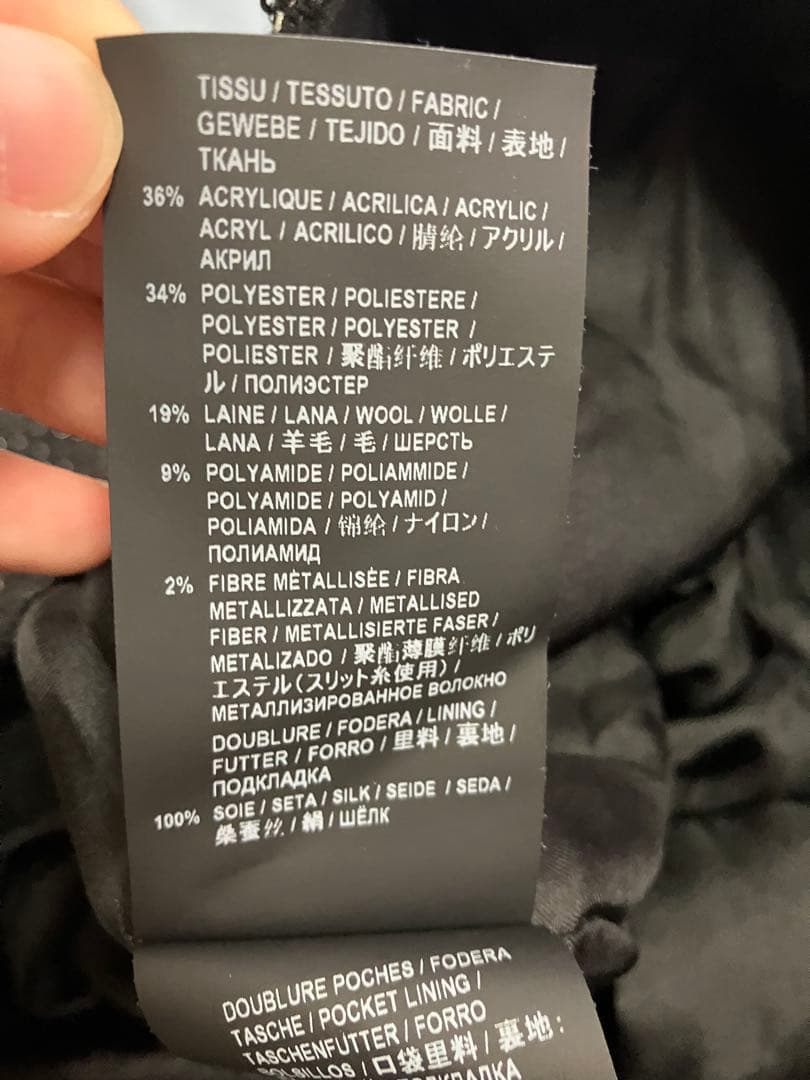 TISSU / TESSUTO / FABRIC /
GEWEBE / TEJIDO / 面料 / 表地 /
ТКАНЬ
36% ACRYLIQUE / ACRILICA / ACRYLIC /
ACRYL / ACRILICO / 腈纶 / アクリル /
АКРИЛ
34% POLYESTER / POLIESTERE /
POLYESTER / POLYESTER /
POLIESTER / 聚酯纤维 / ポリエステ
ル / ПОЛИЭСТЕР
19% LAINE / LANA / WOOL / WOLLE /
LANA / 羊毛 / 毛 / ШЕРСТЬ
9% POLYAMIDE / POLIAMMIDE /
POLYAMIDE / POLYAMID /
POLIAMIDA / 锦纶 / ナイロン /
ПОЛИАМИД
2% FIBRE MÉTALLISÉE / FIBRA
METALLIZZATA / METALLISED
FIBER / METALLISIERTE FASER /
METALIZADO / 聚酯薄膜纤维 / ポリ
エステル(スリット糸使用) /
МЕТАЛЛИЗИРОВАННОЕ ВОЛОКНО
DOUBLURE / FODERA / LINING /
FUTTER / FORRO / 里料 / 裏地 /
ПОДКЛАДКА
100% SOIE / SETA / SILK / SEIDE / SEDA /
桑蚕丝 / 絹 / ШЁЛК
DOUBLURE POCHES / FODERA
TASCHE / POCKET LINING /
TASCHENFUTTER / FORRO
BOLSILLOS / 口袋里料 / 裏地:
ПОДКЛАДКА